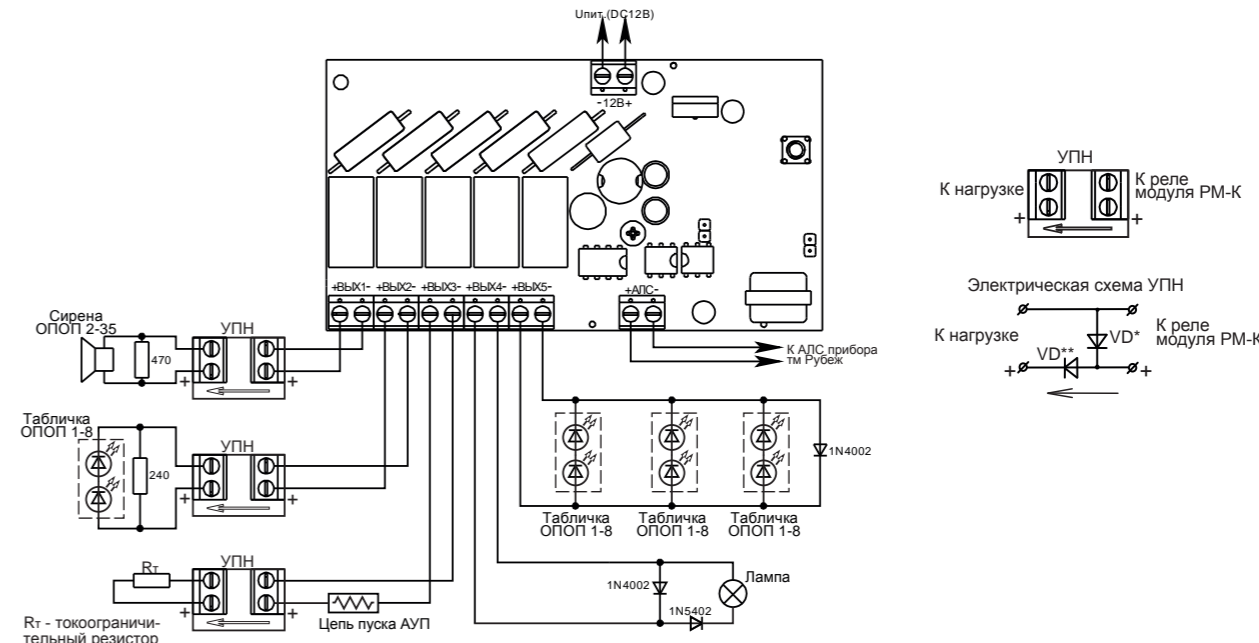 Uпит.(DC12В)
-12В+
+ВЫХ1- +ВЫХ2- +ВЫХ3- +ВЫХ4- +ВЫХ5-
+АЛС-
К АЛС прибора
тм Рубеж
Сирена
ОПОП 2-35
470
УПН
+
+
Табличка
ОПОП 1-8
240
УПН
+
+
Rт
УПН
+
+
Rт - токоограничи-
тельный резистор
Цепь пуска АУП
1N4002
Табличка
ОПОП 1-8
Табличка
ОПОП 1-8
Табличка
ОПОП 1-8
1N4002
1N5402
Лампа
УПН
К нагрузке
К реле
модуля РМ-К
+
+
Электрическая схема УПН
К нагрузке
VD*
К реле
модуля РМ-К
VD**
+
+